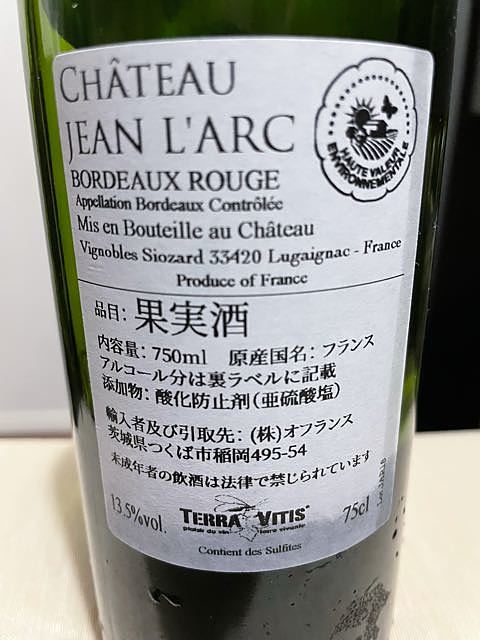 CHÂTEAU
JEAN L'ARC
HAUTE VALEUR
ENVIRONNEMENTALE
BORDEAUX ROUGE
Appellation Bordeaux Contrôlée
Mis en Bouteille au Château
Vignobles Siozard 33420 Lugaignac - France
Produce of France
品目: 果実酒
内容量: 750ml 原産国名: フランス
アルコール分は裏ラベルに記載
添加物: 酸化防止剤(亜硫酸塩)
輸入者及び引取先: (株)オフランス
茨城県つくば市稲岡495-54
未成年者の飲酒は法律で禁じられています
13.5%vol.
TERRA VITIS®
plaisir du vin terre vivante
75cl
Contient des Sulfites